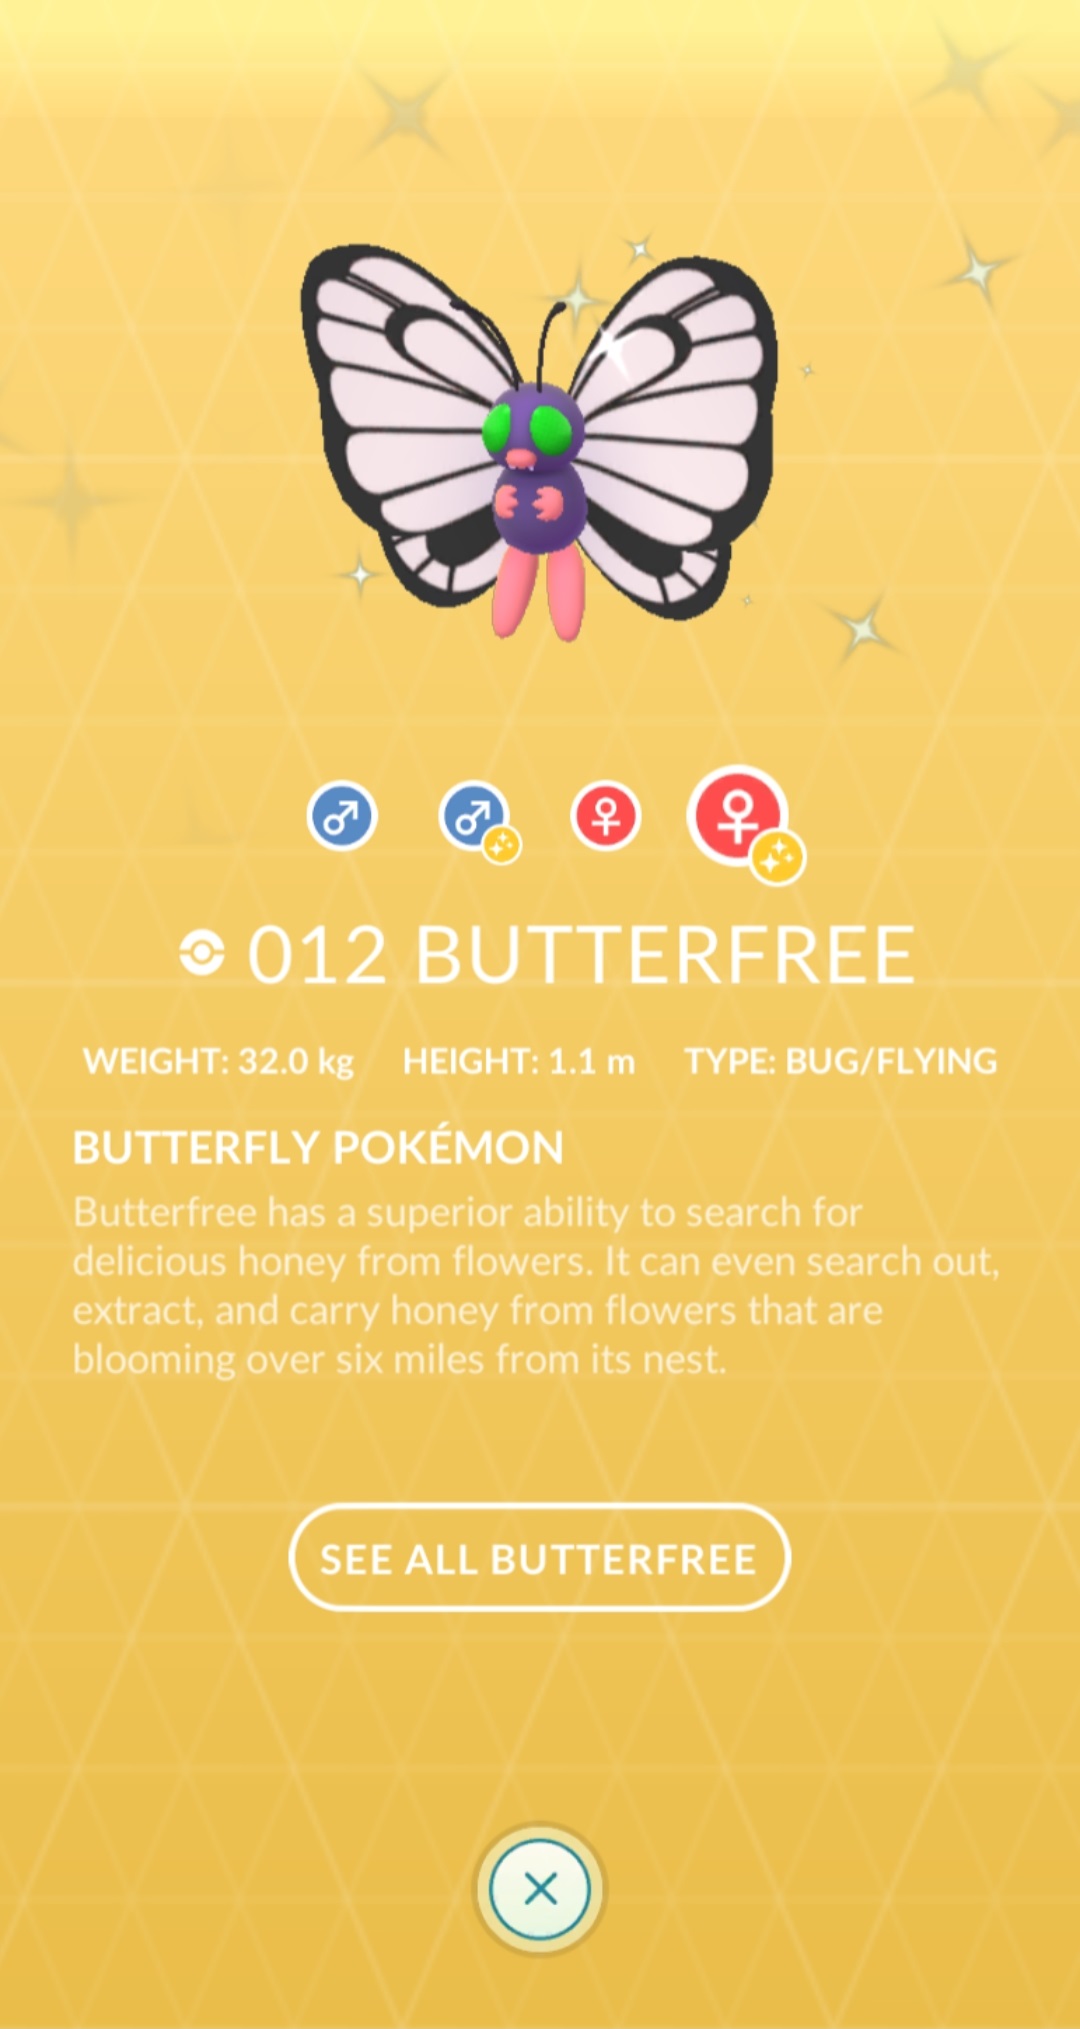 012 BUTTERFREE
WEIGHT: 32.0 kg HEIGHT: 1.1 m TYPE: BUG/FLYING
BUTTERFLY POKÉMON
Butterfree has a superior ability to search for
delicious honey from flowers. It can even search out,
extract, and carry honey from flowers that are
blooming over six miles from its nest.
SEE ALL BUTTERFREE